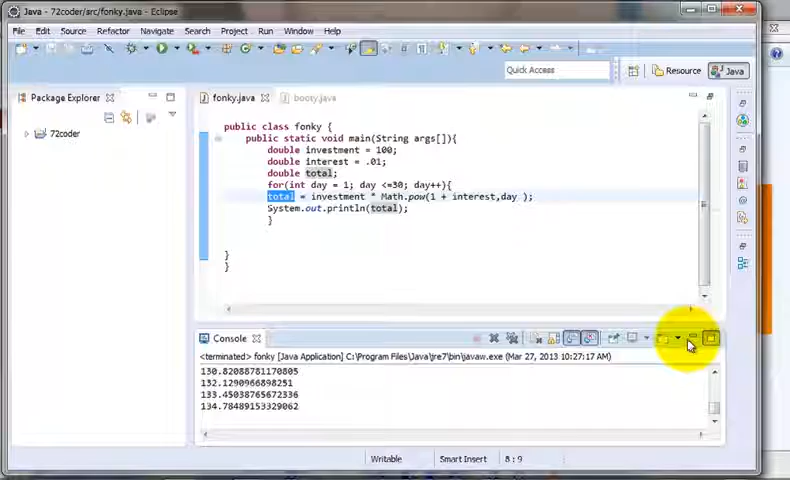 Java - 72coder/src/fonky.java - Eclipse
File Edit Source Refactor Navigate Search Project Run Window Help
Quick Access
Resource
Java
Package Explorer
fonky.java
booty.java
72coder
public class fonky {
public static void main(String args[]){
double investment = 100;
double interest = .01;
double total;
for(int day = 1; day <=30; day++){
total = investment * Math.pow(1 + interest,day );
System.out.println(total);
}
}
}
Console
<terminated> fonky [Java Application] C:\Program Files\Java\jre7\bin\javaw.exe (Mar 27, 2013 10:27:17 AM)
130.82088781170805
132.1290966898251
133.45038765672336
134.78489153329062
Writable
Smart Insert
8 : 9